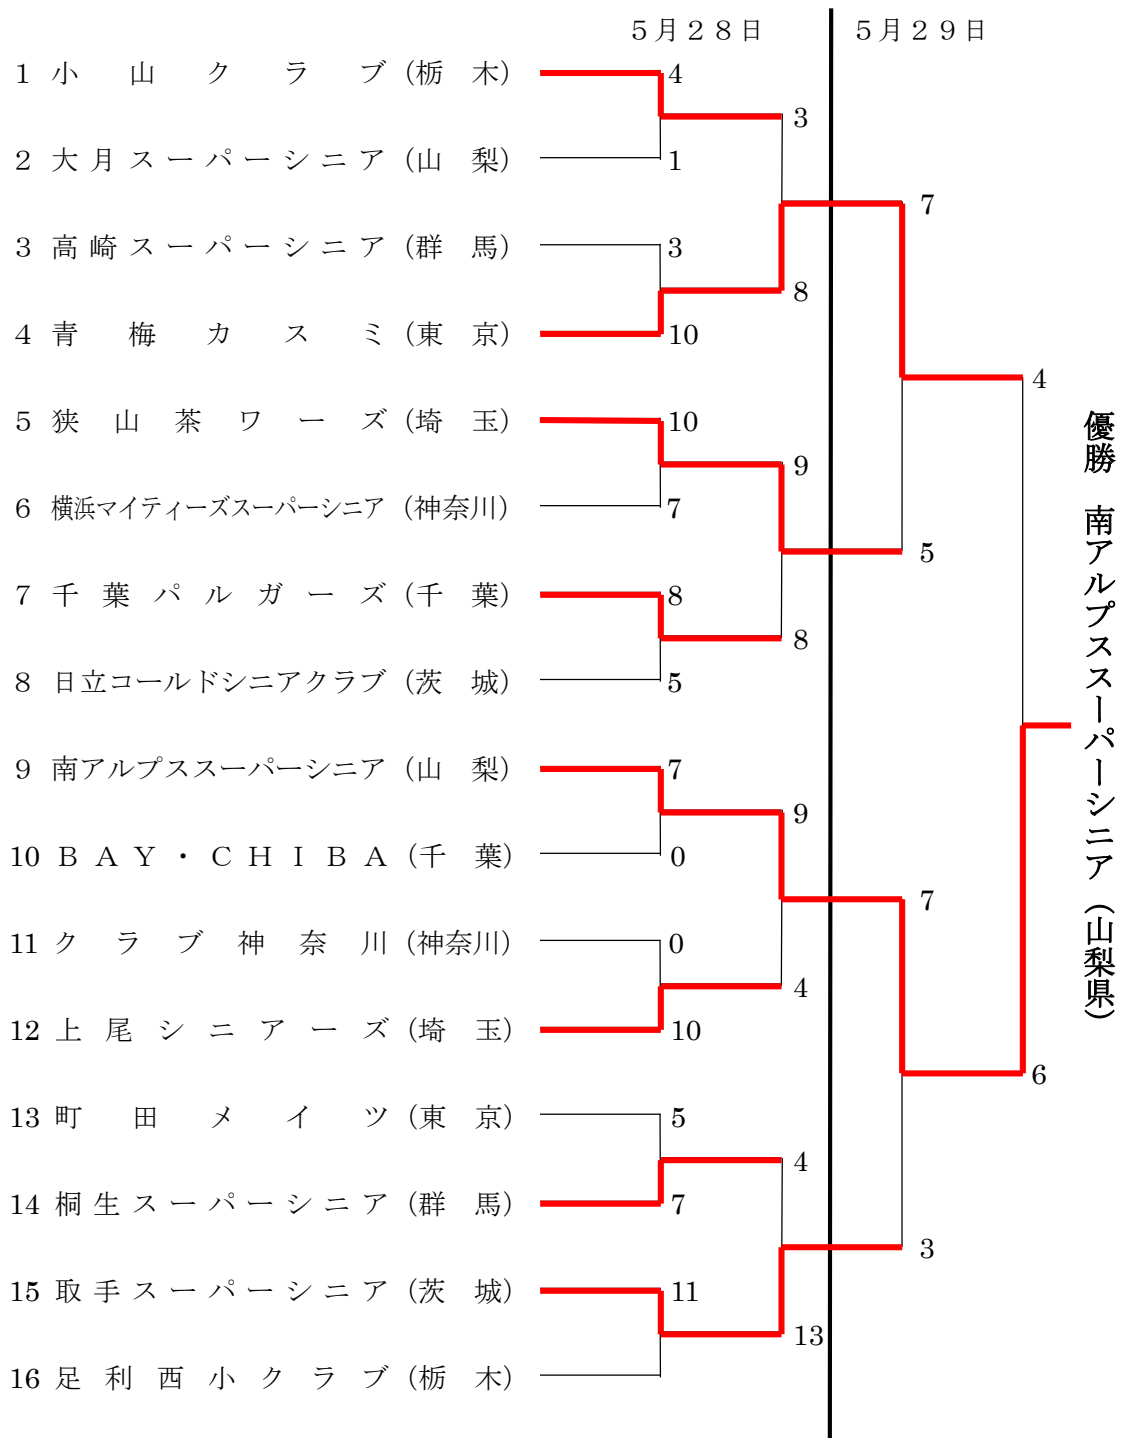 ５月２８日 ５月２９日
1 小山クラブ（栃木） 4
3
2 大月スーパーシニア（山梨） 1
7
3 高崎スーパーシニア（群馬） 3
8
4 青梅カスミ（東京） 10
4
5 狭山茶ワーズ（埼玉） 10
9
6 横浜マイティーズスーパーシニア（神奈川） 7
5
7 千葉パルガーズ（千葉） 8
8
8 日立コールドシニアクラブ（茨城） 5
優勝 南アルプススーパーシニア（山梨県）
9 南アルプススーパーシニア（山梨） 7
9
10 ＢＡＹ・ＣＨＩＢＡ（千葉） 0
7
11 クラブ神奈川（神奈川） 0
4
12 上尾シニアーズ（埼玉） 10
6
13 町田メイツ（東京） 5
4
14 桐生スーパーシニア（群馬） 7
3
15 取手スーパーシニア（茨城） 11
13
16 足利西小クラブ（栃木）